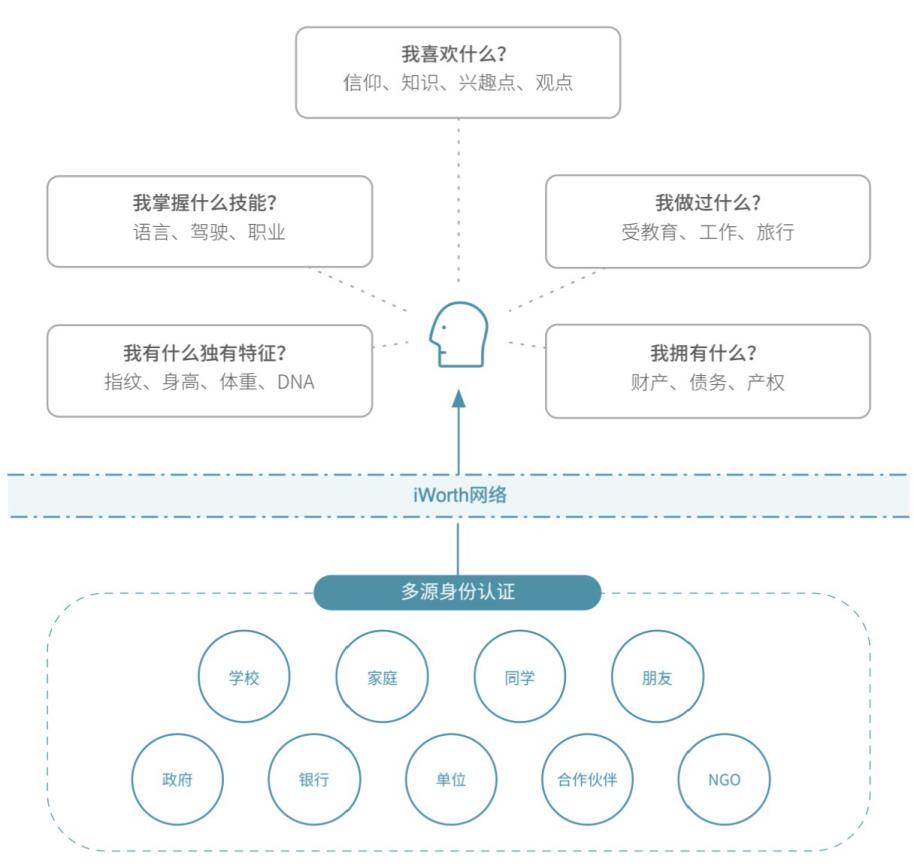 我喜欢什么?
信仰、知识、兴趣点、观点
我掌握什么技能?
语言、驾驶、职业
我做过什么?
受教育、工作、旅行
我有什么独有特征?
指纹、身高、体重、DNA
我拥有什么?
财产、债务、产权
iWorth网络
多源身份认证
学校
家庭
同学
朋友
政府
银行
单位
合作伙伴
NGO